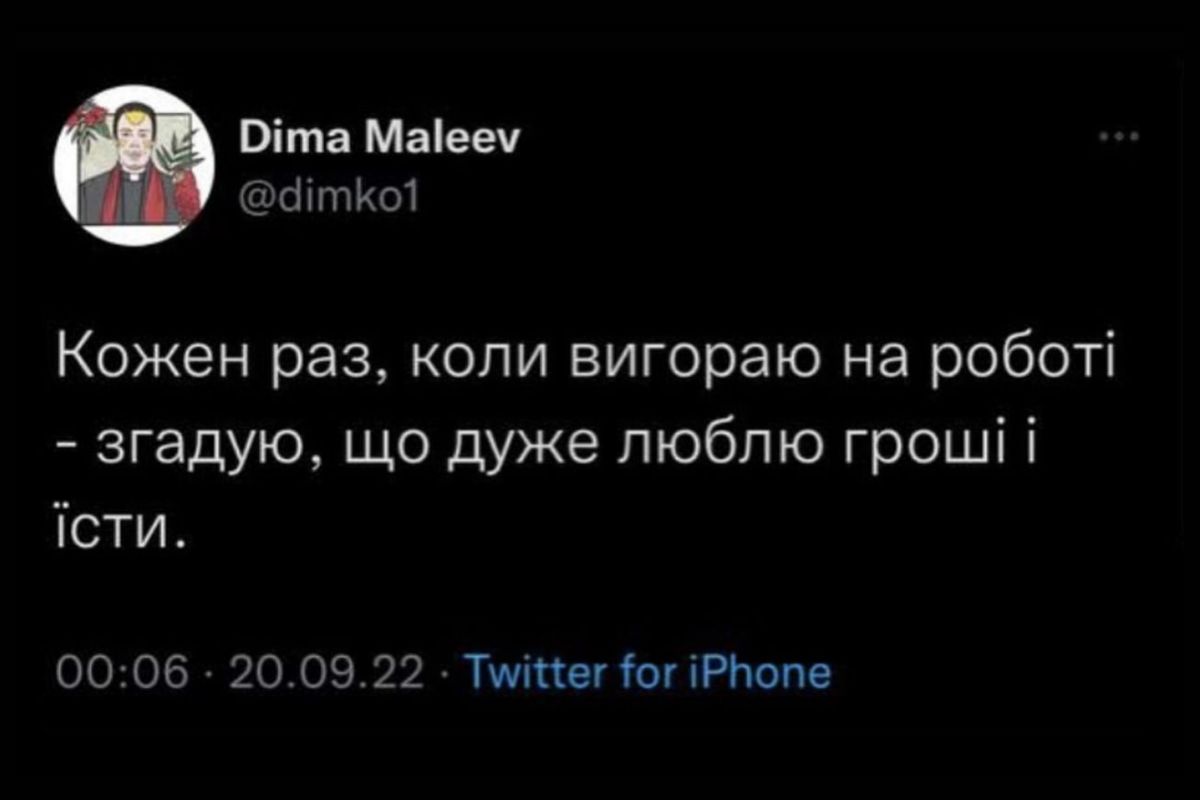 Dima Maleev
@dimko1
Кожен раз, коли вигораю на роботі
- згадую, що дуже люблю гроші і
їсти.
00:06 · 20.09.22 · Twitter for iPhone